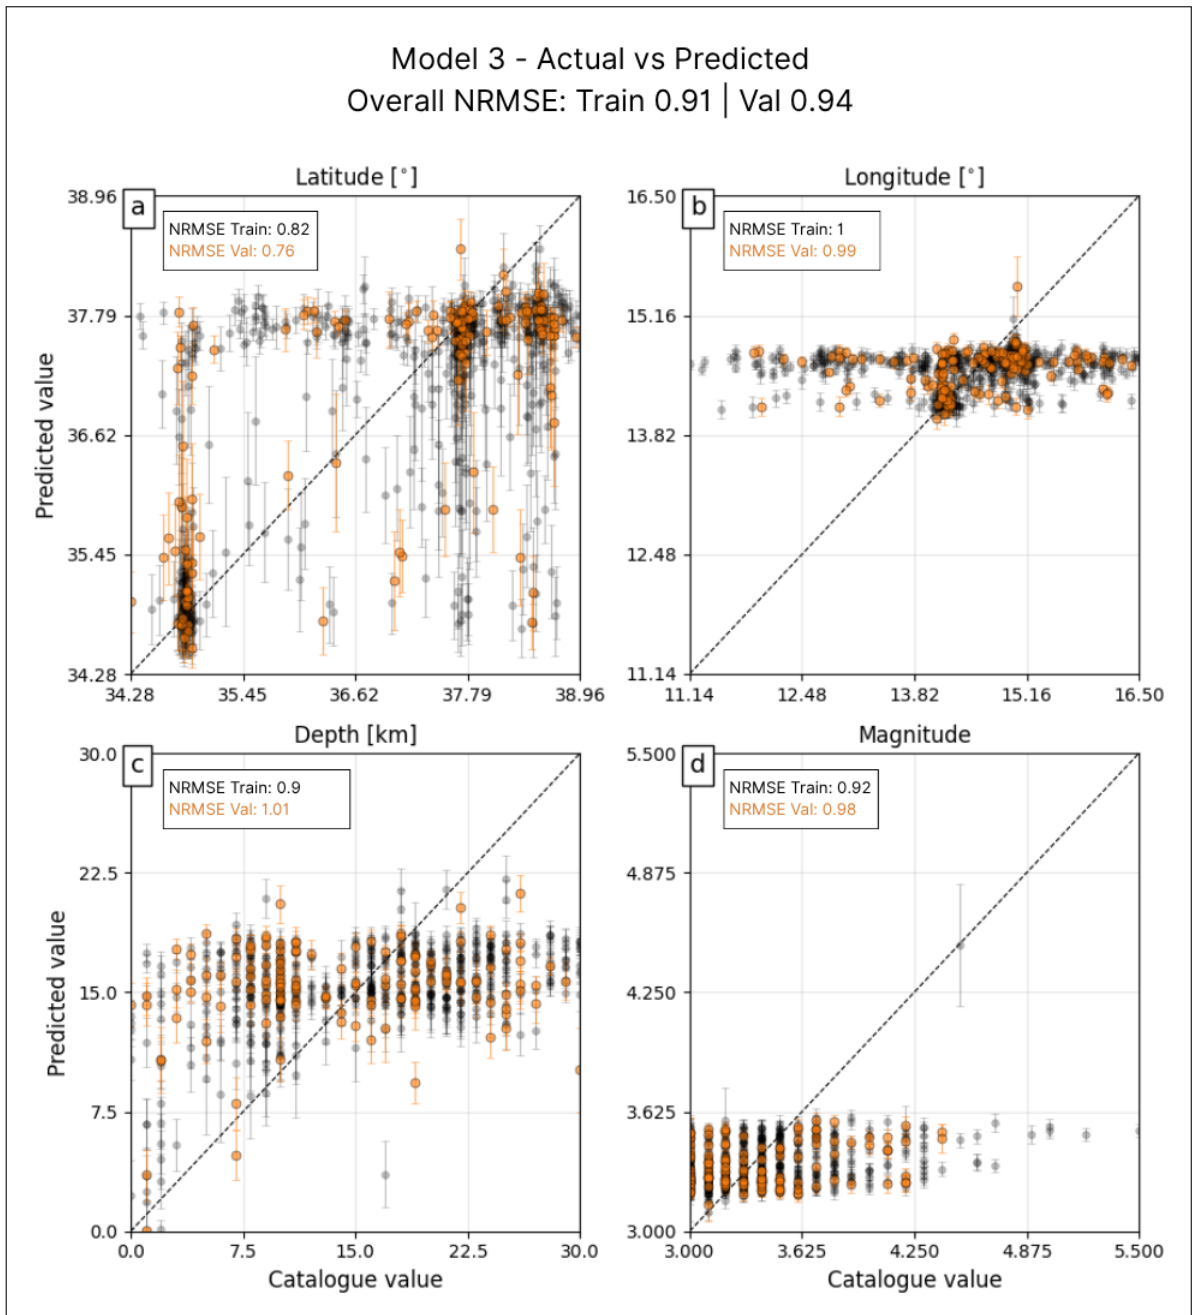 Model 3 - Actual vs Predicted
Overall NRMSE: Train 0.91 | Val 0.94
Latitude [°]
a
NRMSE Train: 0.82
NRMSE Val: 0.76
38.96
37.79
36.62
35.45
34.28
34.28 35.45 36.62 37.79 38.96
Predicted value
Longitude [°]
b
NRMSE Train: 1
NRMSE Val: 0.99
16.50
15.16
13.82
12.48
11.14
11.14 12.48 13.82 15.16 16.50
Depth [km]
c
NRMSE Train: 0.9
NRMSE Val: 1.01
30.0
22.5
15.0
7.5
0.0
0.0 7.5 15.0 22.5 30.0
Predicted value
Catalogue value
Magnitude
d
NRMSE Train: 0.92
NRMSE Val: 0.98
5.500
4.875
4.250
3.625
3.000
3.000 3.625 4.250 4.875 5.500
Catalogue value